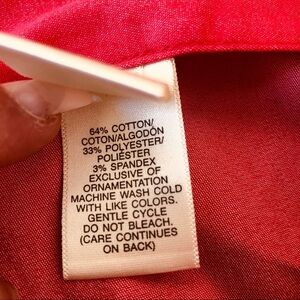 64% COTTON/
COTON/ALGODÓN
33% POLYESTER/
POLIÉSTER
3% SPANDEX
EXCLUSIVE OF
ORNAMENTATION
MACHINE WASH COLD
WITH LIKE COLORS.
GENTLE CYCLE
DO NOT BLEACH.
(CARE CONTINUES
ON BACK)